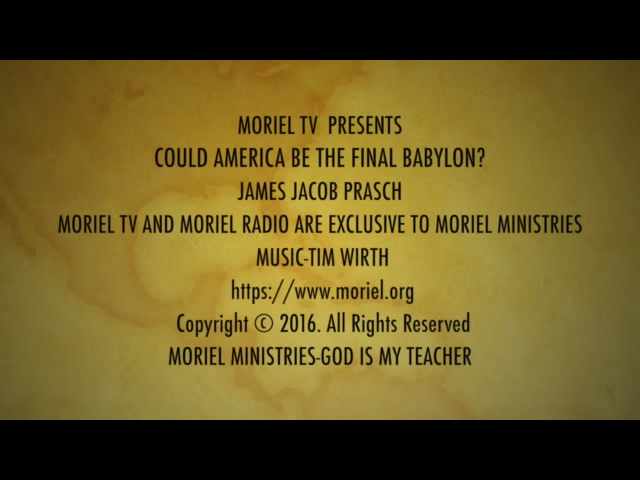 MORIEL TV  PRESENTS
COULD AMERICA BE THE FINAL BABYLON?
JAMES JACOB PRASCH
MORIEL TV AND MORIEL RADIO ARE EXCLUSIVE TO MORIEL MINISTRIES
MUSIC-TIM WIRTH
https://www.moriel.org
Copyright © 2016. All Rights Reserved
MORIEL MINISTRIES-GOD IS MY TEACHER